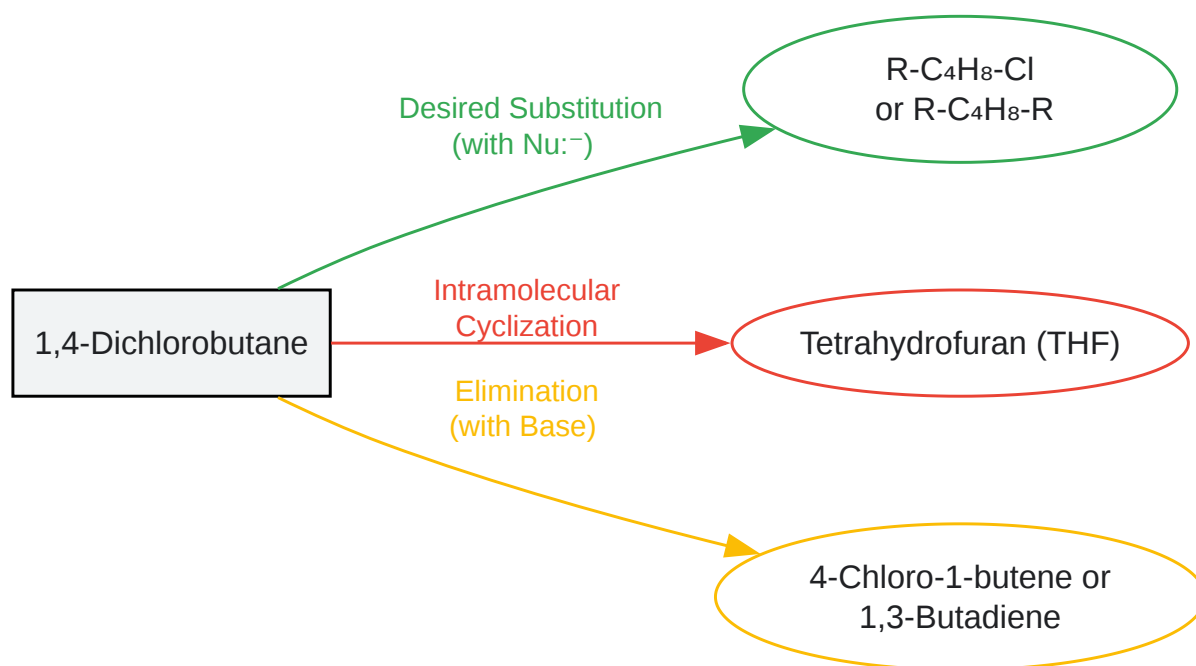 R-C₄H₈-Cl
or R-C₄H₈-R
Desired Substitution
(with Nu:⁻)
1,4-Dichlorobutane
Intramolecular
Cyclization
Tetrahydrofuran (THF)
Elimination
(with Base)
4-Chloro-1-butene or
1,3-Butadiene